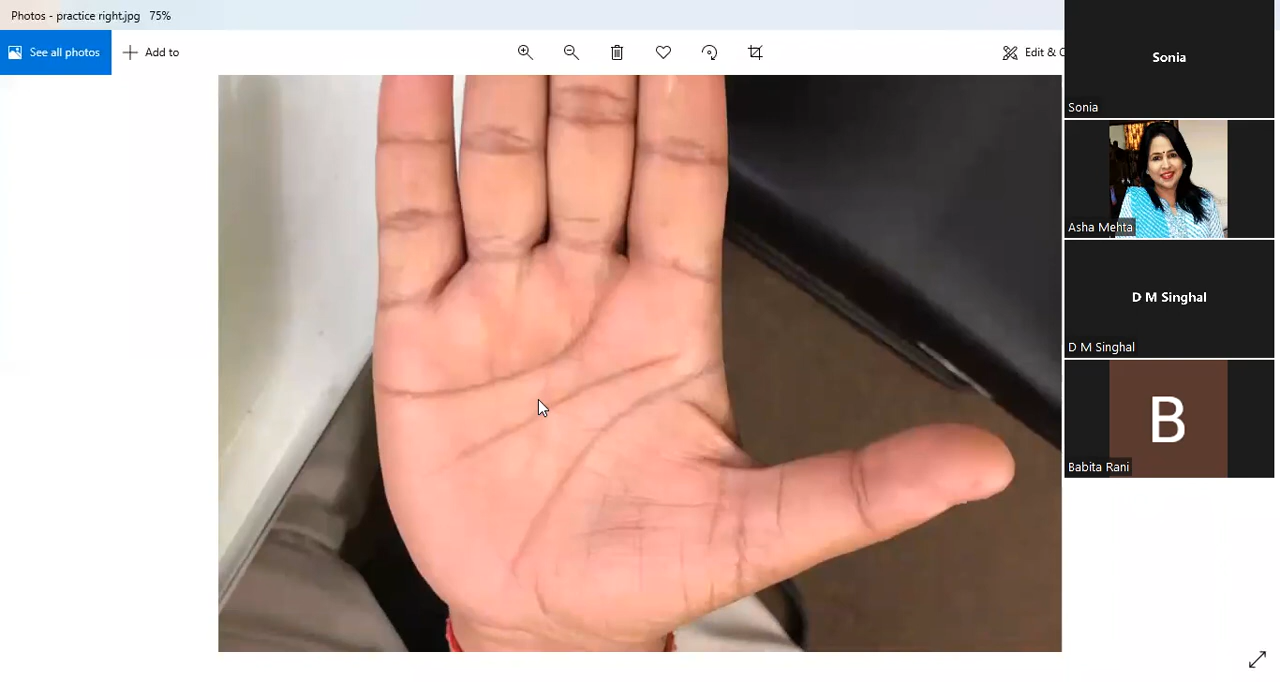 Photos - practice right.jpg   75%
See all photos
Add to
Edit & C
Sonia
Sonia
Asha Mehta
D M Singhal
D M Singhal
B
Babita Rani